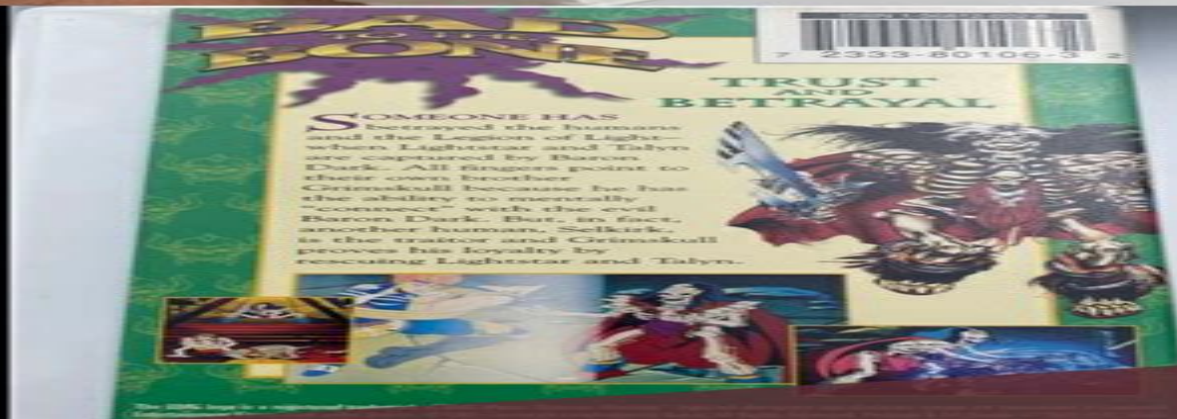 BAD
TO THE
BONE
7 2333-80106-3 2
TRUST
AND
BETRAYAL
SOMEONE HAS
betrayed the humans
and the Legion of Light
when Lightstar and Talyn
are captured by Baron
Dark. All fingers point to
their own brother
Grimskull because he has
the ability to mentally
connect with the evil
Baron Dark. But, in fact,
another human, Selkirk,
is the traitor and Grimskull
proves his loyalty by
rescuing Lightstar and Talyn.